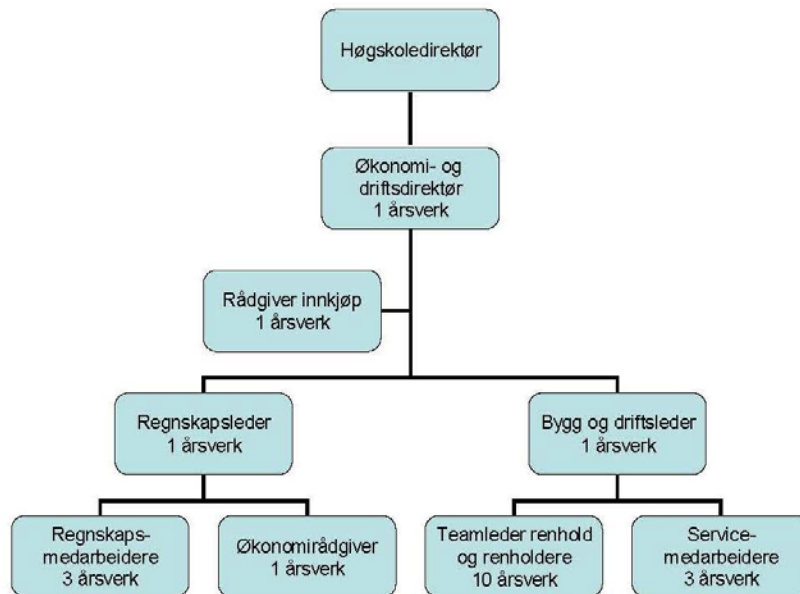 Høgskoledirektør
Økonomi- og
driftsdirektør
1 årsverk
Rådgiver innkjøp
1 årsverk
Regnskapsleder
1 årsverk
Bygg og driftsleder
1 årsverk
Regnskaps-
medarbeidere
3 årsverk
Økonomirådgiver
1 årsverk
Teamleder renhold
og renholdere
10 årsverk
Service-
medarbeidere
3 årsverk